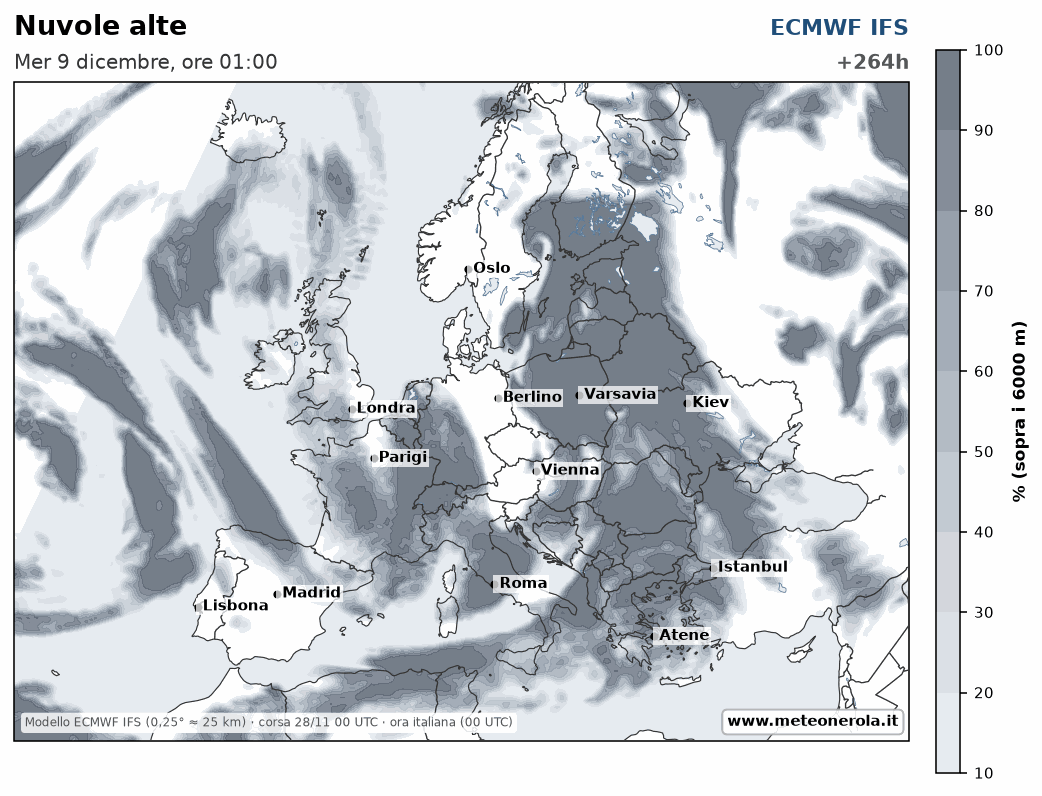 Nuvole alte
ECMWF IFS
Mer 9 dicembre, ore 01:00
+264h
100
90
80
70
60
50
40
30
20
10
% (sopra i 6000 m)
Oslo
Berlino
Varsavia
Kiev
Londra
Parigi
Vienna
Istanbul
Roma
Madrid
Lisbona
Atene
Modello ECMWF IFS (0,25° ≈ 25 km) · corsa 28/11 00 UTC · ora italiana (00 UTC)
www.meteonerola.it